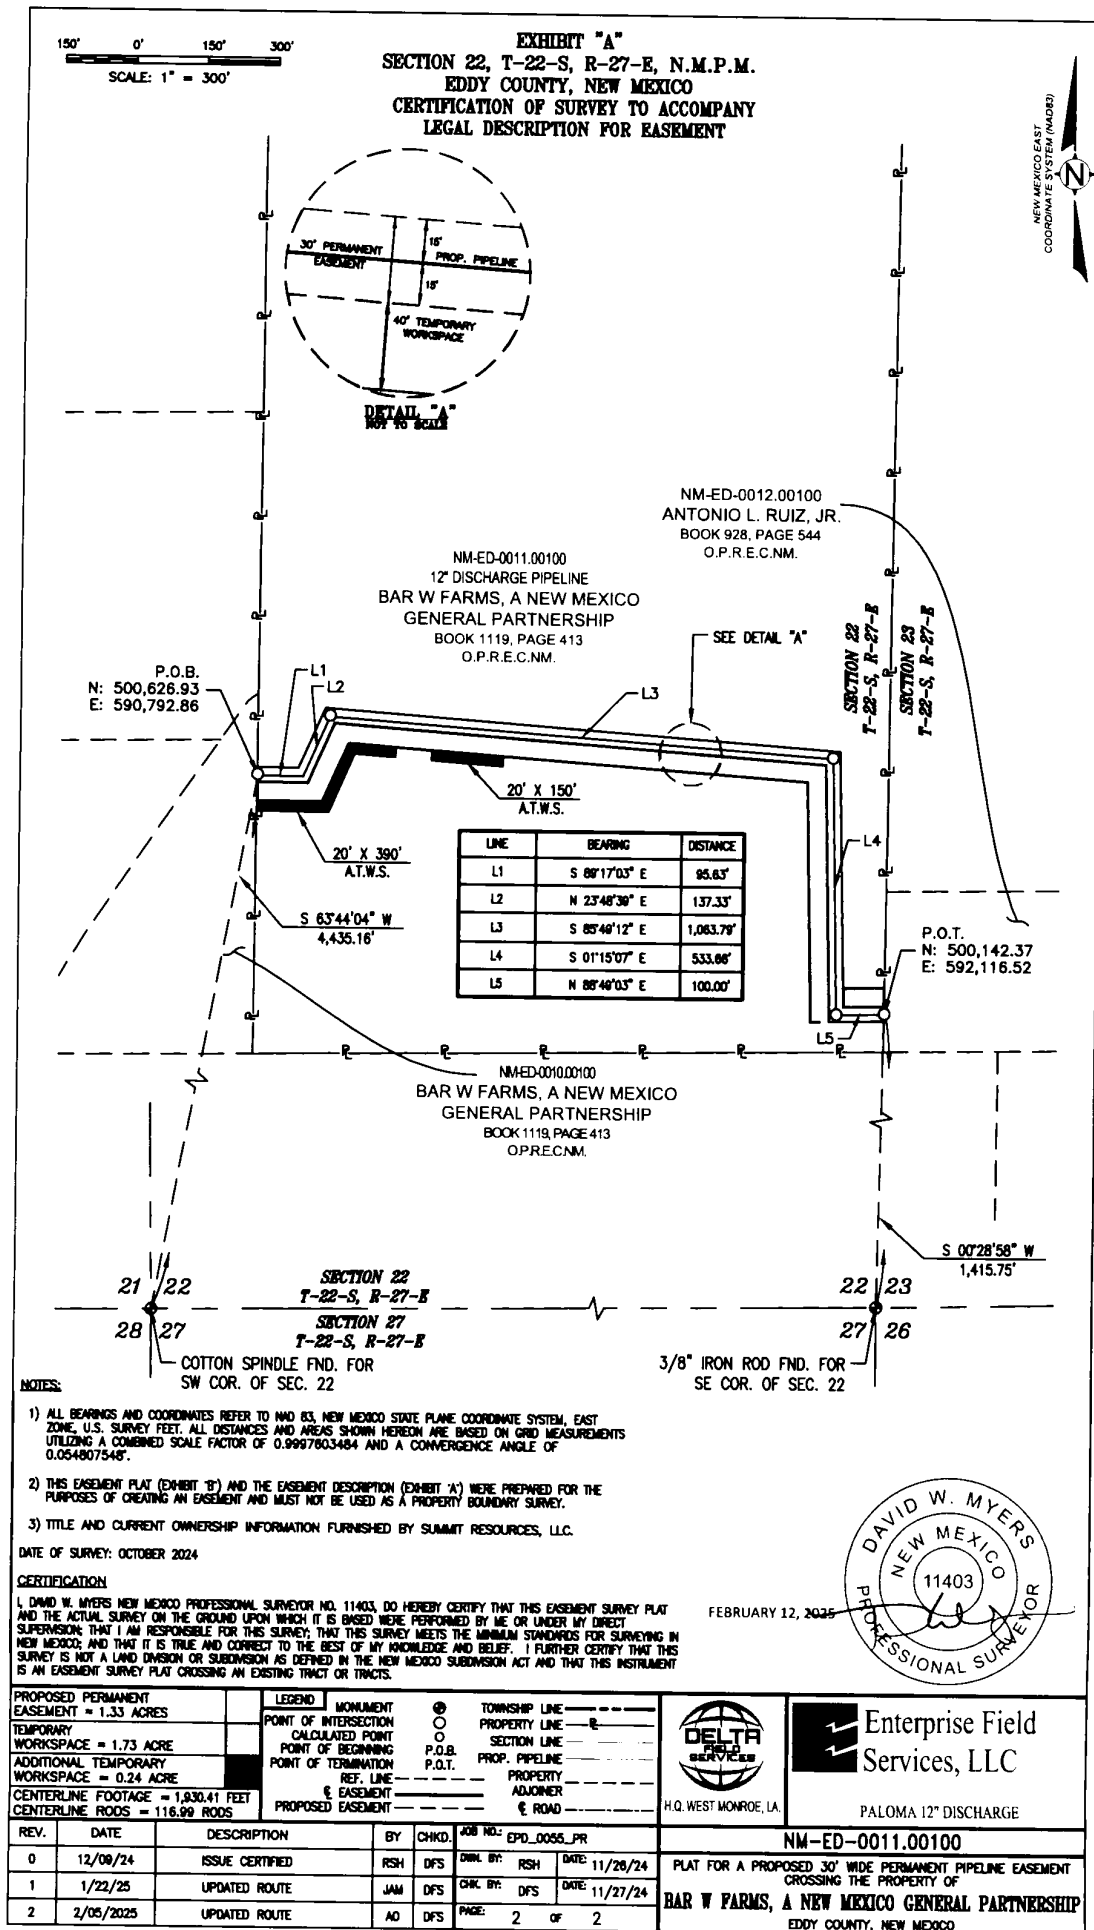 EXHIBIT "A"
SECTION 22, T-22-S, R-27-E, N.M.P.M.
EDDY COUNTY, NEW MEXICO
CERTIFICATION OF SURVEY TO ACCOMPANY
LEGAL DESCRIPTION FOR EASEMENT
150' 0' 150' 300'
SCALE: 1" = 300'
NEW MEXICO EAST
COORDINATE SYSTEM (NAD83)
N
30' PERMANENT
EASEMENT
15'
PROP. PIPELINE
15'
40' TEMPORARY
WORKSPACE
DETAIL "A"
NOT TO SCALE
NM-ED-0012.00100
ANTONIO L. RUIZ, JR.
BOOK 928, PAGE 544
O.P.R.E.C.NM.
NM-ED-0011.00100
12" DISCHARGE PIPELINE
BAR W FARMS, A NEW MEXICO
GENERAL PARTNERSHIP
BOOK 1119, PAGE 413
O.P.R.E.C.NM.
SEE DETAIL "A"
SECTION 22
T-22-S, R-27-E
SECTION 23
T-22-S, R-27-E
P.O.B.
N: 500,626.93
E: 590,792.86
L1
L2
L3
20' X 150'
A.T.W.S.
20' X 390'
A.T.W.S.
L4
S 63°44'04" W
4,435.16'
LINE BEARING DISTANCE
L1 S 89°17'03" E 95.63'
L2 N 23°48'39" E 137.33'
L3 S 85°49'12" E 1,063.79'
L4 S 01°15'07" E 533.66'
L5 N 88°49'03" E 100.00'
P.O.T.
N: 500,142.37
E: 592,116.52
L5
NM-ED-0010.00100
BAR W FARMS, A NEW MEXICO
GENERAL PARTNERSHIP
BOOK 1119, PAGE 413
O.P.R.E.C.NM.
S 00°28'58" W
1,415.75'
21 22
28 27
SECTION 22
T-22-S, R-27-E
SECTION 27
T-22-S, R-27-E
22 23
27 26
COTTON SPINDLE FND. FOR
SW COR. OF SEC. 22
3/8" IRON ROD FND. FOR
SE COR. OF SEC. 22
NOTES:
1) ALL BEARINGS AND COORDINATES REFER TO NAD 83, NEW MEXICO STATE PLANE COORDINATE SYSTEM, EAST
ZONE, U.S. SURVEY FEET. ALL DISTANCES AND AREAS SHOWN HEREON ARE BASED ON GRID MEASUREMENTS
UTILIZING A COMBINED SCALE FACTOR OF 0.9997603484 AND A CONVERGENCE ANGLE OF
0.054807548°.
2) THIS EASEMENT PLAT (EXHIBIT 'B') AND THE EASEMENT DESCRIPTION (EXHIBIT 'A') WERE PREPARED FOR THE
PURPOSES OF CREATING AN EASEMENT AND MUST NOT BE USED AS A PROPERTY BOUNDARY SURVEY.
3) TITLE AND CURRENT OWNERSHIP INFORMATION FURNISHED BY SUMMIT RESOURCES, LLC.
DATE OF SURVEY: OCTOBER 2024
CERTIFICATION
I, DAVID W. MYERS NEW MEXICO PROFESSIONAL SURVEYOR NO. 11403, DO HEREBY CERTIFY THAT THIS EASEMENT SURVEY PLAT
AND THE ACTUAL SURVEY ON THE GROUND UPON WHICH IT IS BASED WERE PERFORMED BY ME OR UNDER MY DIRECT
SUPERVISION; THAT I AM RESPONSIBLE FOR THIS SURVEY; THAT THIS SURVEY MEETS THE MINIMUM STANDARDS FOR SURVEYING IN
NEW MEXICO; AND THAT IT IS TRUE AND CORRECT TO THE BEST OF MY KNOWLEDGE AND BELIEF. I FURTHER CERTIFY THAT THIS
SURVEY IS NOT A LAND DIVISION OR SUBDIVISION AS DEFINED IN THE NEW MEXICO SUBDIVISION ACT AND THAT THIS INSTRUMENT
IS AN EASEMENT SURVEY PLAT CROSSING AN EXISTING TRACT OR TRACTS.
DAVID W. MYERS
NEW MEXICO
11403
PROFESSIONAL SURVEYOR
FEBRUARY 12, 2025
PROPOSED PERMANENT
EASEMENT = 1.33 ACRES
TEMPORARY
WORKSPACE = 1.73 ACRE
ADDITIONAL TEMPORARY
WORKSPACE = 0.24 ACRE
CENTERLINE FOOTAGE = 1,930.41 FEET
CENTERLINE RODS = 116.99 RODS
LEGEND
MONUMENT
POINT OF INTERSECTION
CALCULATED POINT
POINT OF BEGINNING P.O.B.
POINT OF TERMINATION P.O.T.
REF. LINE
℄ EASEMENT
PROPOSED EASEMENT
TOWNSHIP LINE
PROPERTY LINE
SECTION LINE
PROP. PIPELINE
PROPERTY
ADJOINER
℄ ROAD
DELTA
FIELD
SERVICES
H.Q. WEST MONROE, LA.
Enterprise Field
Services, LLC
PALOMA 12" DISCHARGE
REV. DATE DESCRIPTION BY CHKD.
0 12/09/24 ISSUE CERTIFIED RSH DFS
1 1/22/25 UPDATED ROUTE JAM DFS
2 2/05/2025 UPDATED ROUTE AO DFS
JOB NO.: EPD_0055_PR
DWN. BY: RSH DATE: 11/26/24
CHK. BY: DFS DATE: 11/27/24
PAGE: 2 OF 2
NM-ED-0011.00100
PLAT FOR A PROPOSED 30' WIDE PERMANENT PIPELINE EASEMENT
CROSSING THE PROPERTY OF
BAR W FARMS, A NEW MEXICO GENERAL PARTNERSHIP
EDDY COUNTY, NEW MEXICO